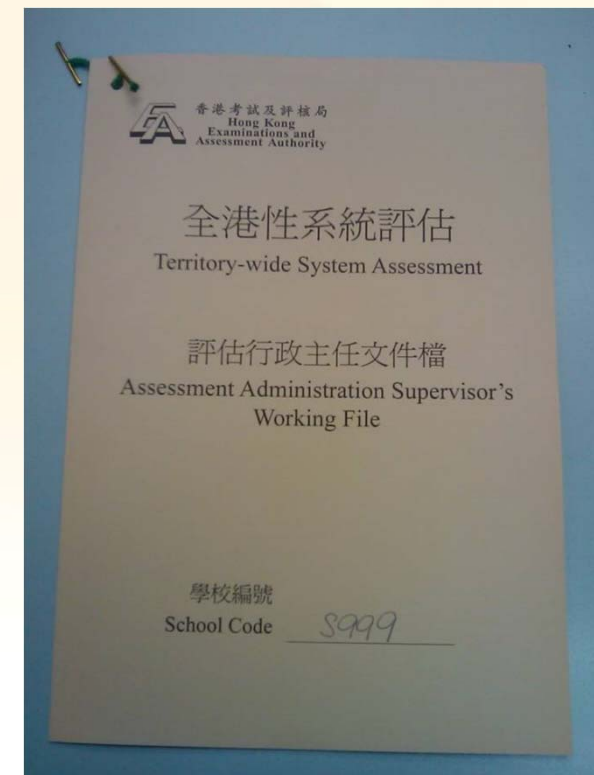 香港考試及評核局
Hong Kong
Examinations and
Assessment Authority
全港性系統評估
Territory-wide System Assessment
評估行政主任文件檔
Assessment Administration Supervisor's
Working File
學校編號
School Code S999